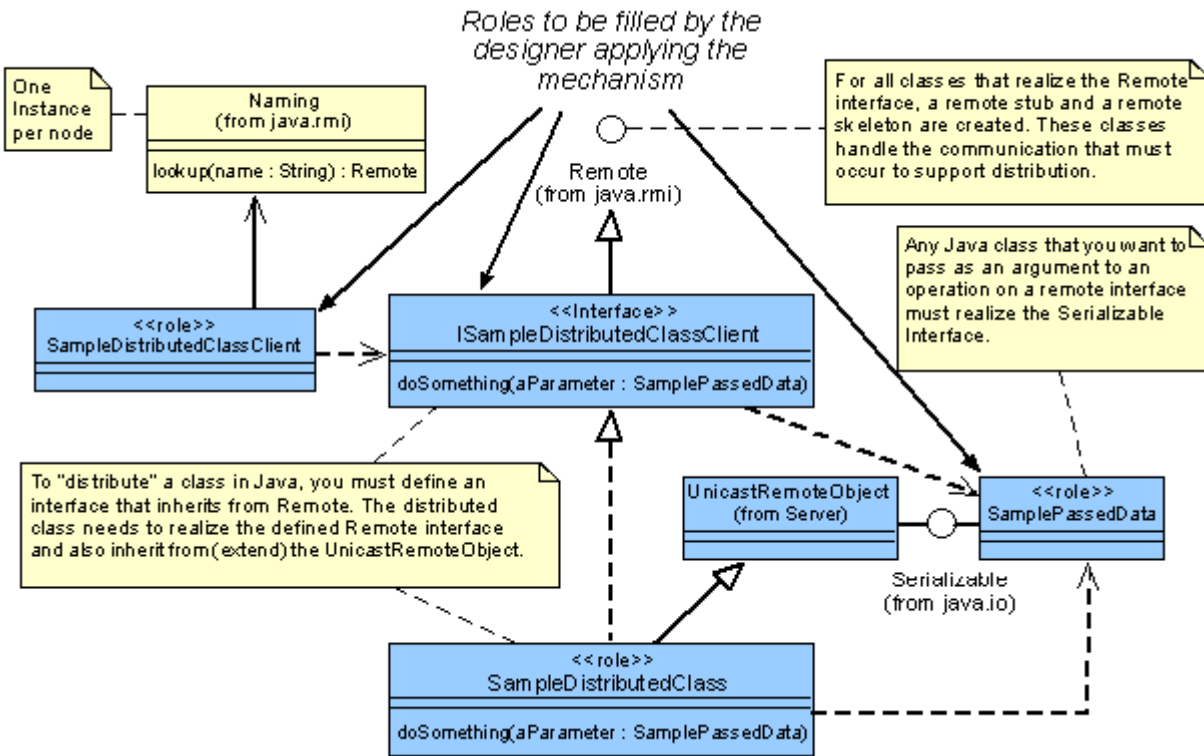 Roles to be filled by the
designer applying the
mechanism
One
Instance
per node
Naming
(from java.rmi)
lookup(name : String) : Remote
Remote
(from java.rmi)
For all classes that realize the Remote
interface, a remote stub and a remote
skeleton are created. These classes
handle the communication that must
occur to support distribution.
Any Java class that you want to
pass as an argument to an
operation on a remote interface
must realize the Serializable
Interface.
<<role>>
SampleDistributedClassClient
<<Interface>>
ISampleDistributedClassClient
doSomething(aParameter : SamplePassedData)
To "distribute" a class in Java, you must define an
interface that inherits from Remote. The distributed
class needs to realize the defined Remote interface
and also inherit from (extend) the UnicastRemoteObject.
UnicastRemoteObject
(from Server)
<<role>>
SamplePassedData
Serializable
(from java.io)
<<role>>
SampleDistributedClass
doSomething(aParameter : SamplePassedData)